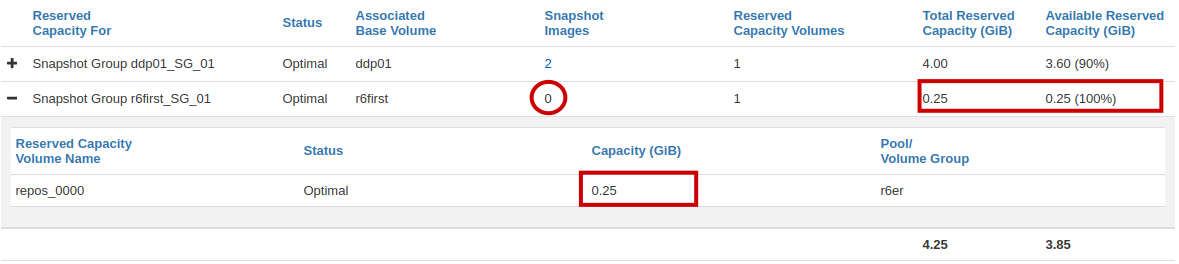 Reserved Capacity For Status Associated Base Volume Snapshot Images Reserved Capacity Volumes Total Reserved Capacity (GiB) Available Reserved Capacity (GiB)
+ Snapshot Group ddp01_SG_01 Optimal ddp01 2 1 4.00 3.60 (90%)
− Snapshot Group r6first_SG_01 Optimal r6first 0 1 0.25 0.25 (100%)
Reserved Capacity Volume Name Status Capacity (GiB) Pool/ Volume Group
repos_0000 Optimal 0.25 r6er
4.25 3.85